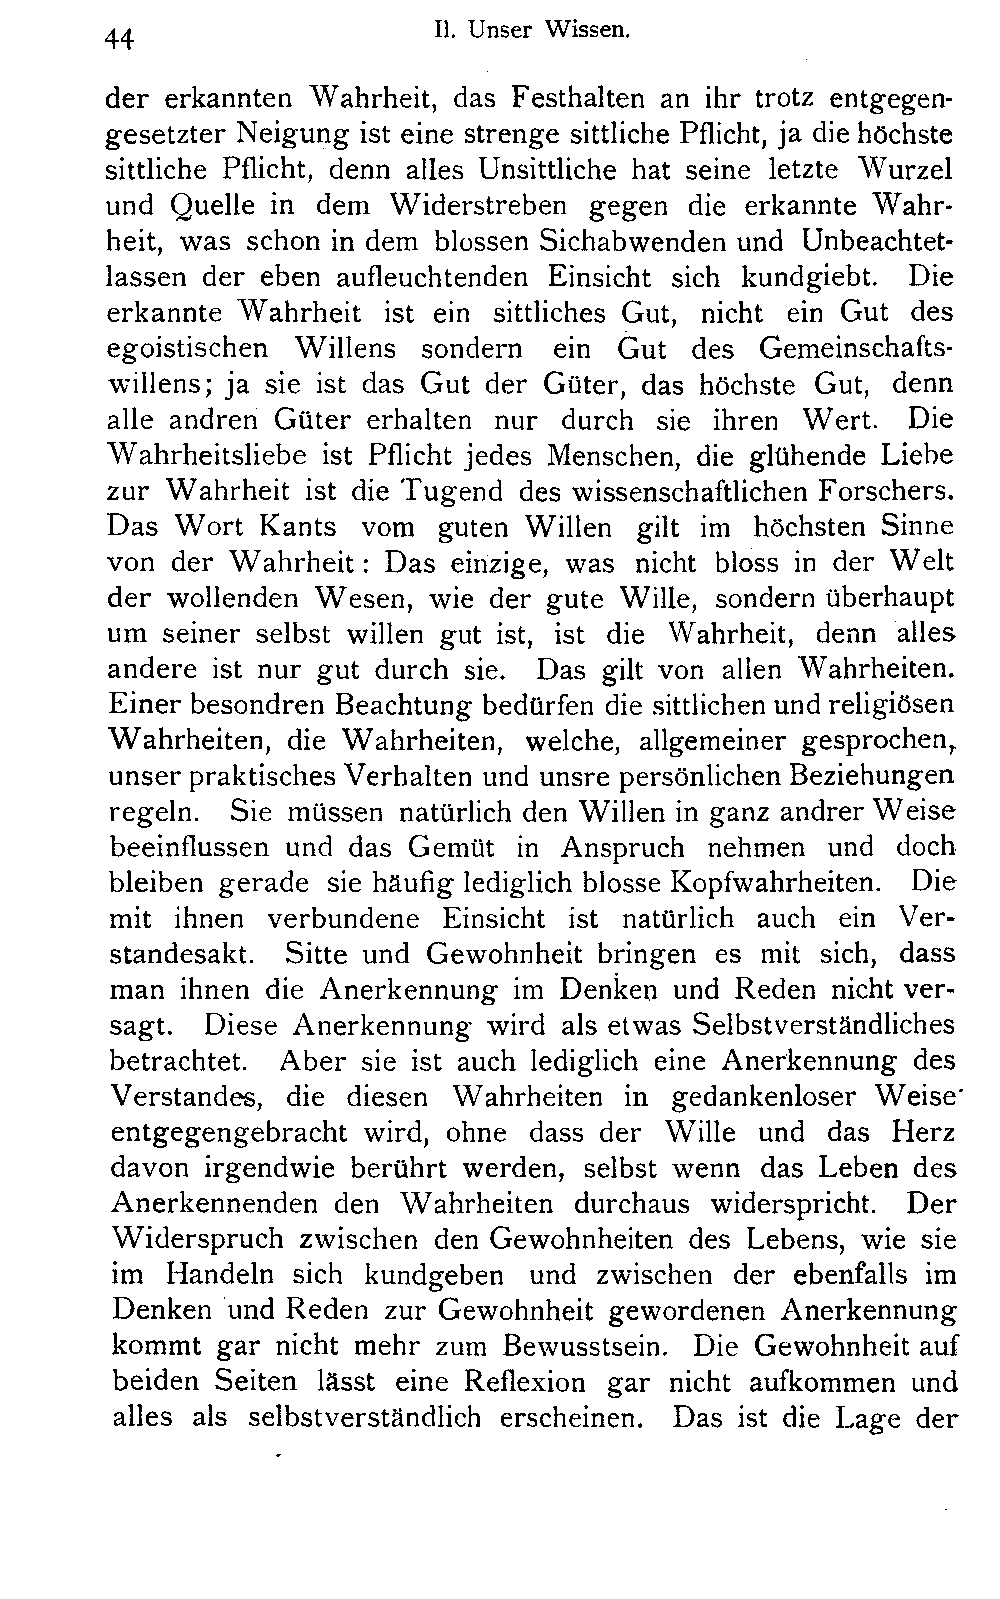 44
II. Unser Wissen.
der erkannten Wahrheit, das Festhalten an ihr trotz entgegen-
gesetzter Neigung ist eine strenge sittliche Pflicht, ja die höchste
sittliche Pflicht, denn alles Unsittliche hat seine letzte Wurzel
und Quelle in dem Widerstreben gegen die erkannte Wahr-
heit, was schon in dem blossen Sichabwenden und Unbeachtet-
lassen der eben aufleuchtenden Einsicht sich kundgiebt. Die
erkannte Wahrheit ist ein sittliches Gut, nicht ein Gut des
egoistischen Willens sondern ein Gut des Gemeinschafts-
willens; ja sie ist das Gut der Güter, das höchste Gut, denn
alle andren Güter erhalten nur durch sie ihren Wert. Die
Wahrheitsliebe ist Pflicht jedes Menschen, die glühende Liebe
zur Wahrheit ist die Tugend des wissenschaftlichen Forschers.
Das Wort Kants vom guten Willen gilt im höchsten Sinne
von der Wahrheit: Das einzige, was nicht bloss in der Welt
der wollenden Wesen, wie der gute Wille, sondern überhaupt
um seiner selbst willen gut ist, ist die Wahrheit, denn alles
andere ist nur gut durch sie. Das gilt von allen Wahrheiten.
Einer besondren Beachtung bedürfen die sittlichen und religiösen
Wahrheiten, die Wahrheiten, welche, allgemeiner gesprochen,
unser praktisches Verhalten und unsre persönlichen Beziehungen
regeln. Sie müssen natürlich den Willen in ganz andrer Weise
beeinflussen und das Gemüt in Anspruch nehmen und doch
bleiben gerade sie häufig lediglich blosse Kopfwahrheiten. Die
mit ihnen verbundene Einsicht ist natürlich auch ein Ver-
standesakt. Sitte und Gewohnheit bringen es mit sich, dass
man ihnen die Anerkennung im Denken und Reden nicht ver-
sagt. Diese Anerkennung wird als etwas Selbstverständliches
betrachtet. Aber sie ist auch lediglich eine Anerkennung des
Verstandes, die diesen Wahrheiten in gedankenloser Weise
entgegengebracht wird, ohne dass der Wille und das Herz
davon irgendwie berührt werden, selbst wenn das Leben des
Anerkennenden den Wahrheiten durchaus widerspricht. Der
Widerspruch zwischen den Gewohnheiten des Lebens, wie sie
im Handeln sich kundgeben und zwischen der ebenfalls im
Denken und Reden zur Gewohnheit gewordenen Anerkennung
kommt gar nicht mehr zum Bewusstsein. Die Gewohnheit auf
beiden Seiten lässt eine Reflexion gar nicht aufkommen und
alles als selbstverständlich erscheinen. Das ist die Lage der